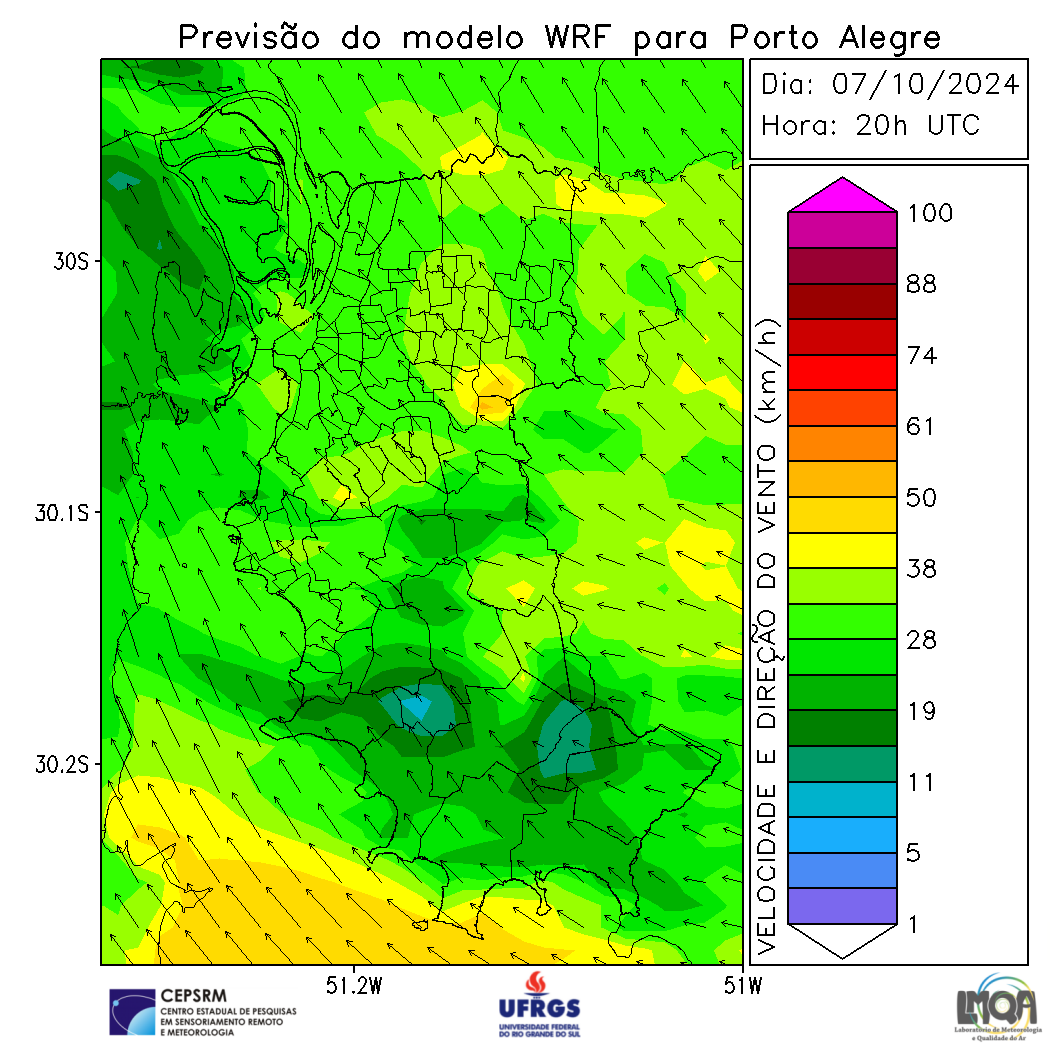 Previsão do modelo WRF para Porto Alegre
Dia: 07/10/2024
Hora: 20h UTC
30S
30.1S
30.2S
51.2W
51W
VELOCIDADE E DIREÇÃO DO VENTO (km/h)
100
88
74
61
50
38
28
19
11
5
1
CEPSRM
CENTRO ESTADUAL DE PESQUISAS
EM SENSORIAMENTO REMOTO
E METEOROLOGIA
UFRGS
UNIVERSIDADE FEDERAL
DO RIO GRANDE DO SUL
LMQA
Laboratório de Meteorologia
e Qualidade do Ar